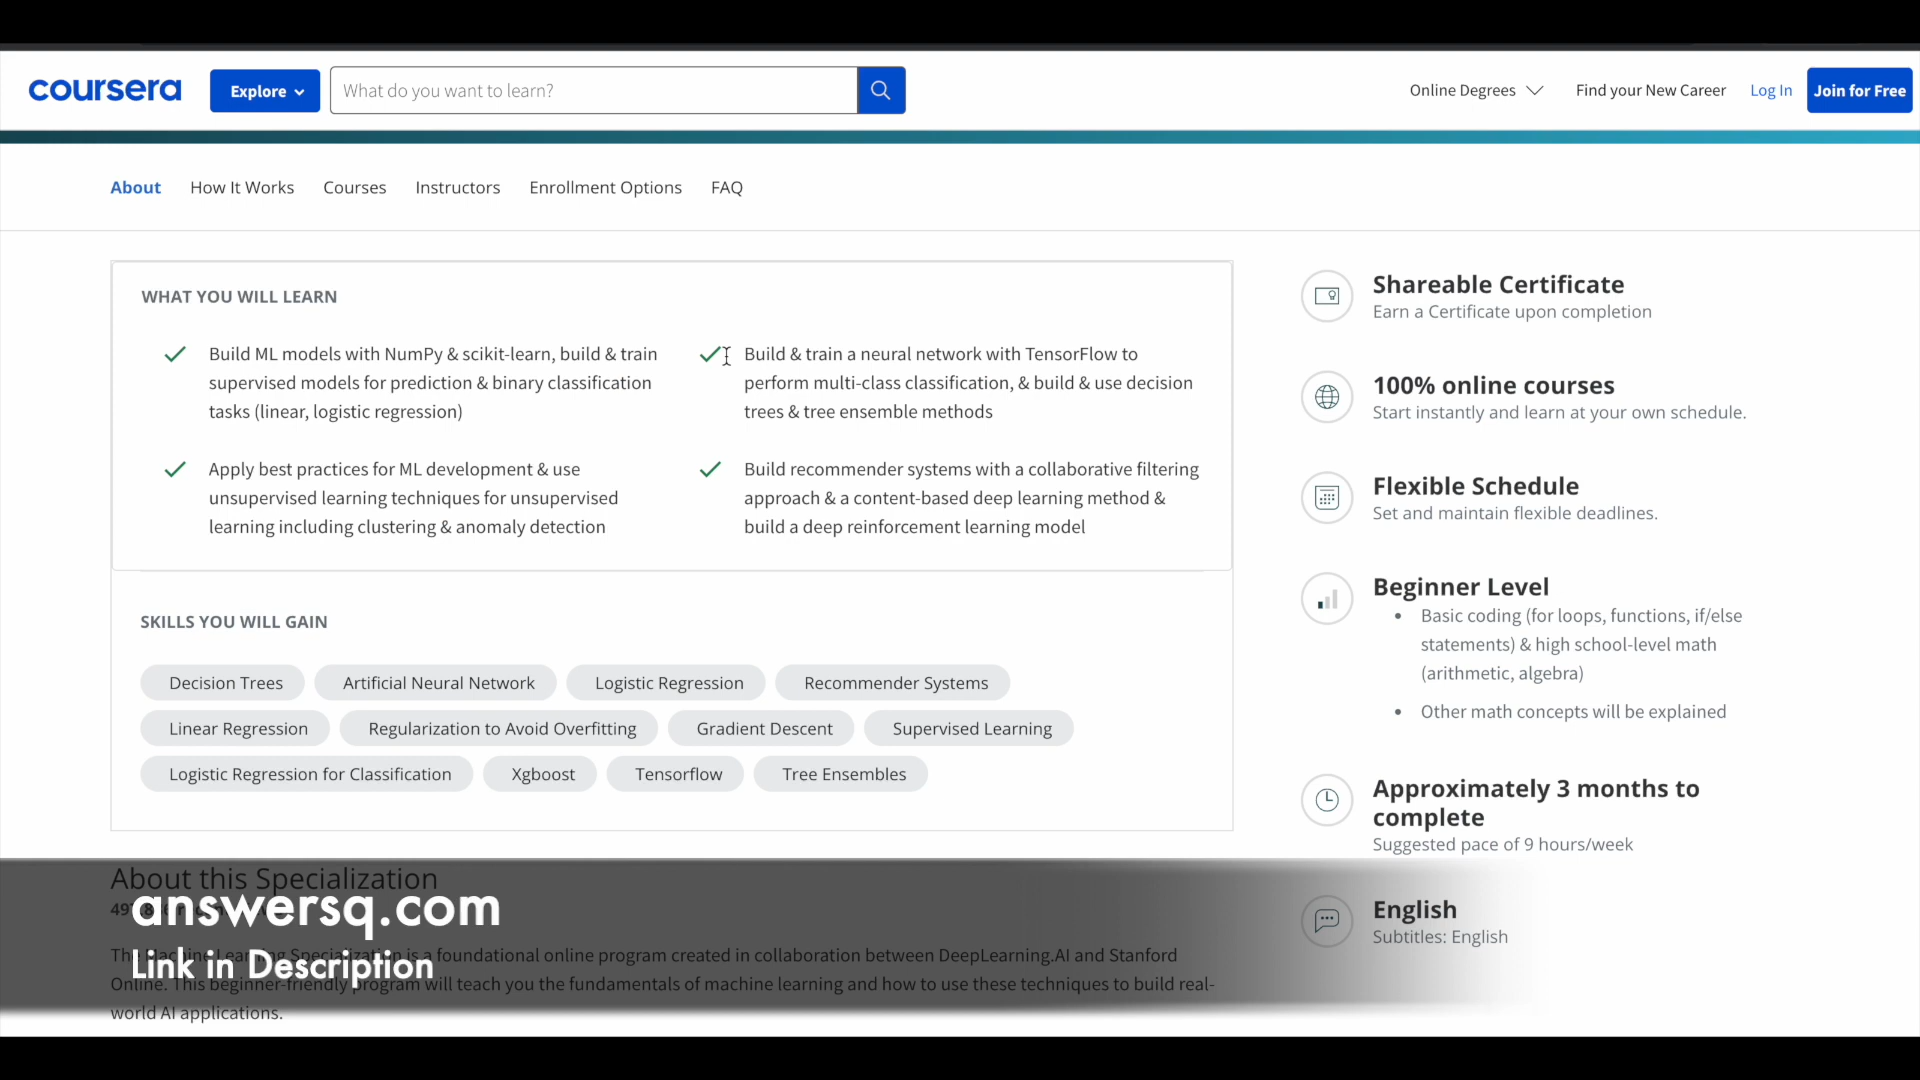 coursera
Explore
What do you want to learn?
Online Degrees
Find your New Career
Log In
Join for Free
About
How It Works
Courses
Instructors
Enrollment Options
FAQ
WHAT YOU WILL LEARN
Build ML models with NumPy & scikit-learn, build & train
supervised models for prediction & binary classification
tasks (linear, logistic regression)
Build & train a neural network with TensorFlow to
perform multi-class classification, & build & use decision
trees & tree ensemble methods
Apply best practices for ML development & use
unsupervised learning techniques for unsupervised
learning including clustering & anomaly detection
Build recommender systems with a collaborative filtering
approach & a content-based deep learning method &
build a deep reinforcement learning model
SKILLS YOU WILL GAIN
Decision Trees
Artificial Neural Network
Logistic Regression
Recommender Systems
Linear Regression
Regularization to Avoid Overfitting
Gradient Descent
Supervised Learning
Logistic Regression for Classification
Xgboost
Tensorflow
Tree Ensembles
Shareable Certificate
Earn a Certificate upon completion
100% online courses
Start instantly and learn at your own schedule.
Flexible Schedule
Set and maintain flexible deadlines.
Beginner Level
Basic coding (for loops, functions, if/else
statements) & high school-level math
(arithmetic, algebra)
Other math concepts will be explained
Approximately 3 months to
complete
Suggested pace of 9 hours/week
English
Subtitles: English
About this Specialization
The Machine Learning Specialization is a foundational online program created in collaboration between DeepLearning.AI and Stanford
Online. This beginner-friendly program will teach you the fundamentals of machine learning and how to use these techniques to build real-
world AI applications.
answersq.com
Link in Description